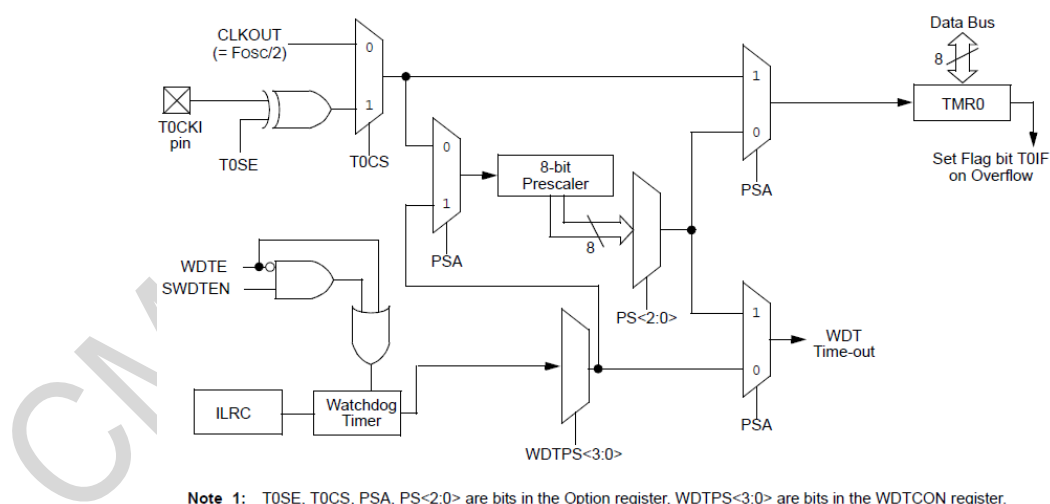 CLKOUT
(= FOSC/2)
0
1
T0CKI
pin
T0SE
T0CS
0
1
PSA
8-bit
Prescaler
8
PS<2:0>
1
0
PSA
Data Bus
8
TMR0
Set Flag bit T0IF
on Overflow
WDTE
SWDTEN
ILRC
Watchdog
Timer
WDTPS<3:0>
1
0
PSA
WDT
Time-out
Note 1: T0SE, T0CS, PSA, PS<2:0> are bits in the Option register, WDTPS<3:0> are bits in the WDTCON register.